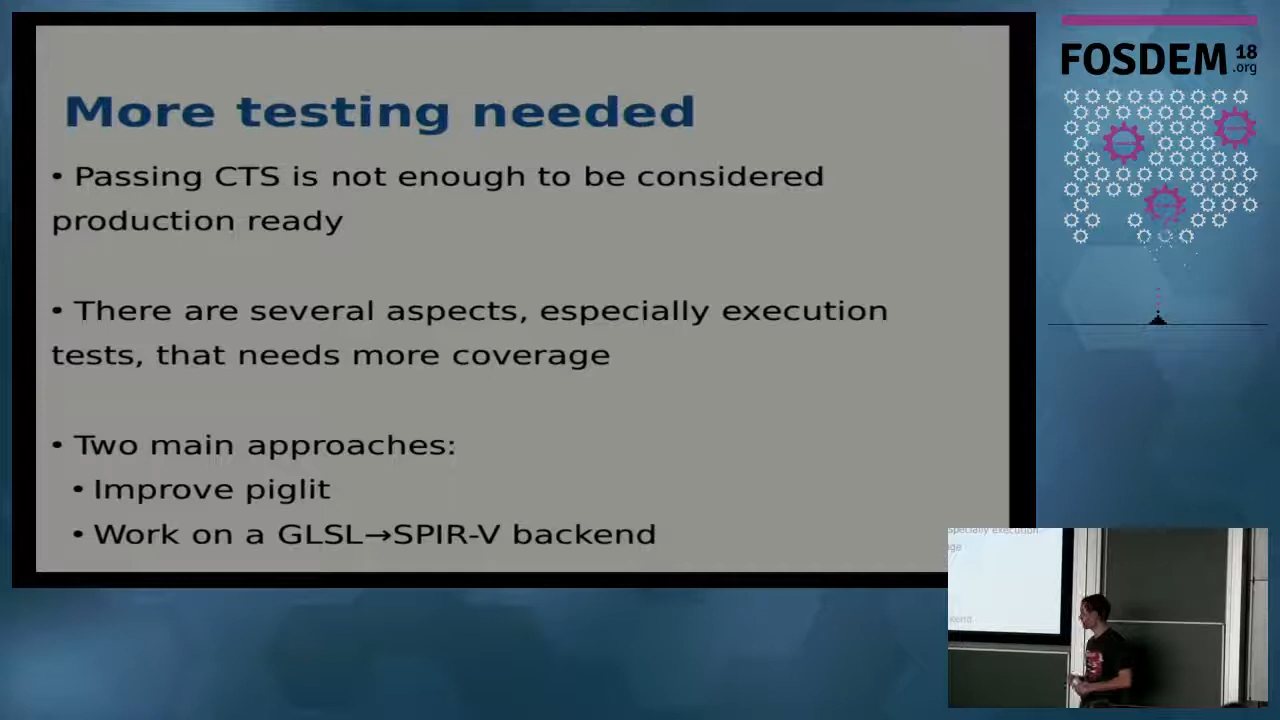 More testing needed
• Passing CTS is not enough to be considered
production ready
• There are several aspects, especially execution
tests, that needs more coverage
• Two main approaches:
• Improve piglit
• Work on a GLSL→SPIR-V backend
FOSDEM 18
.org